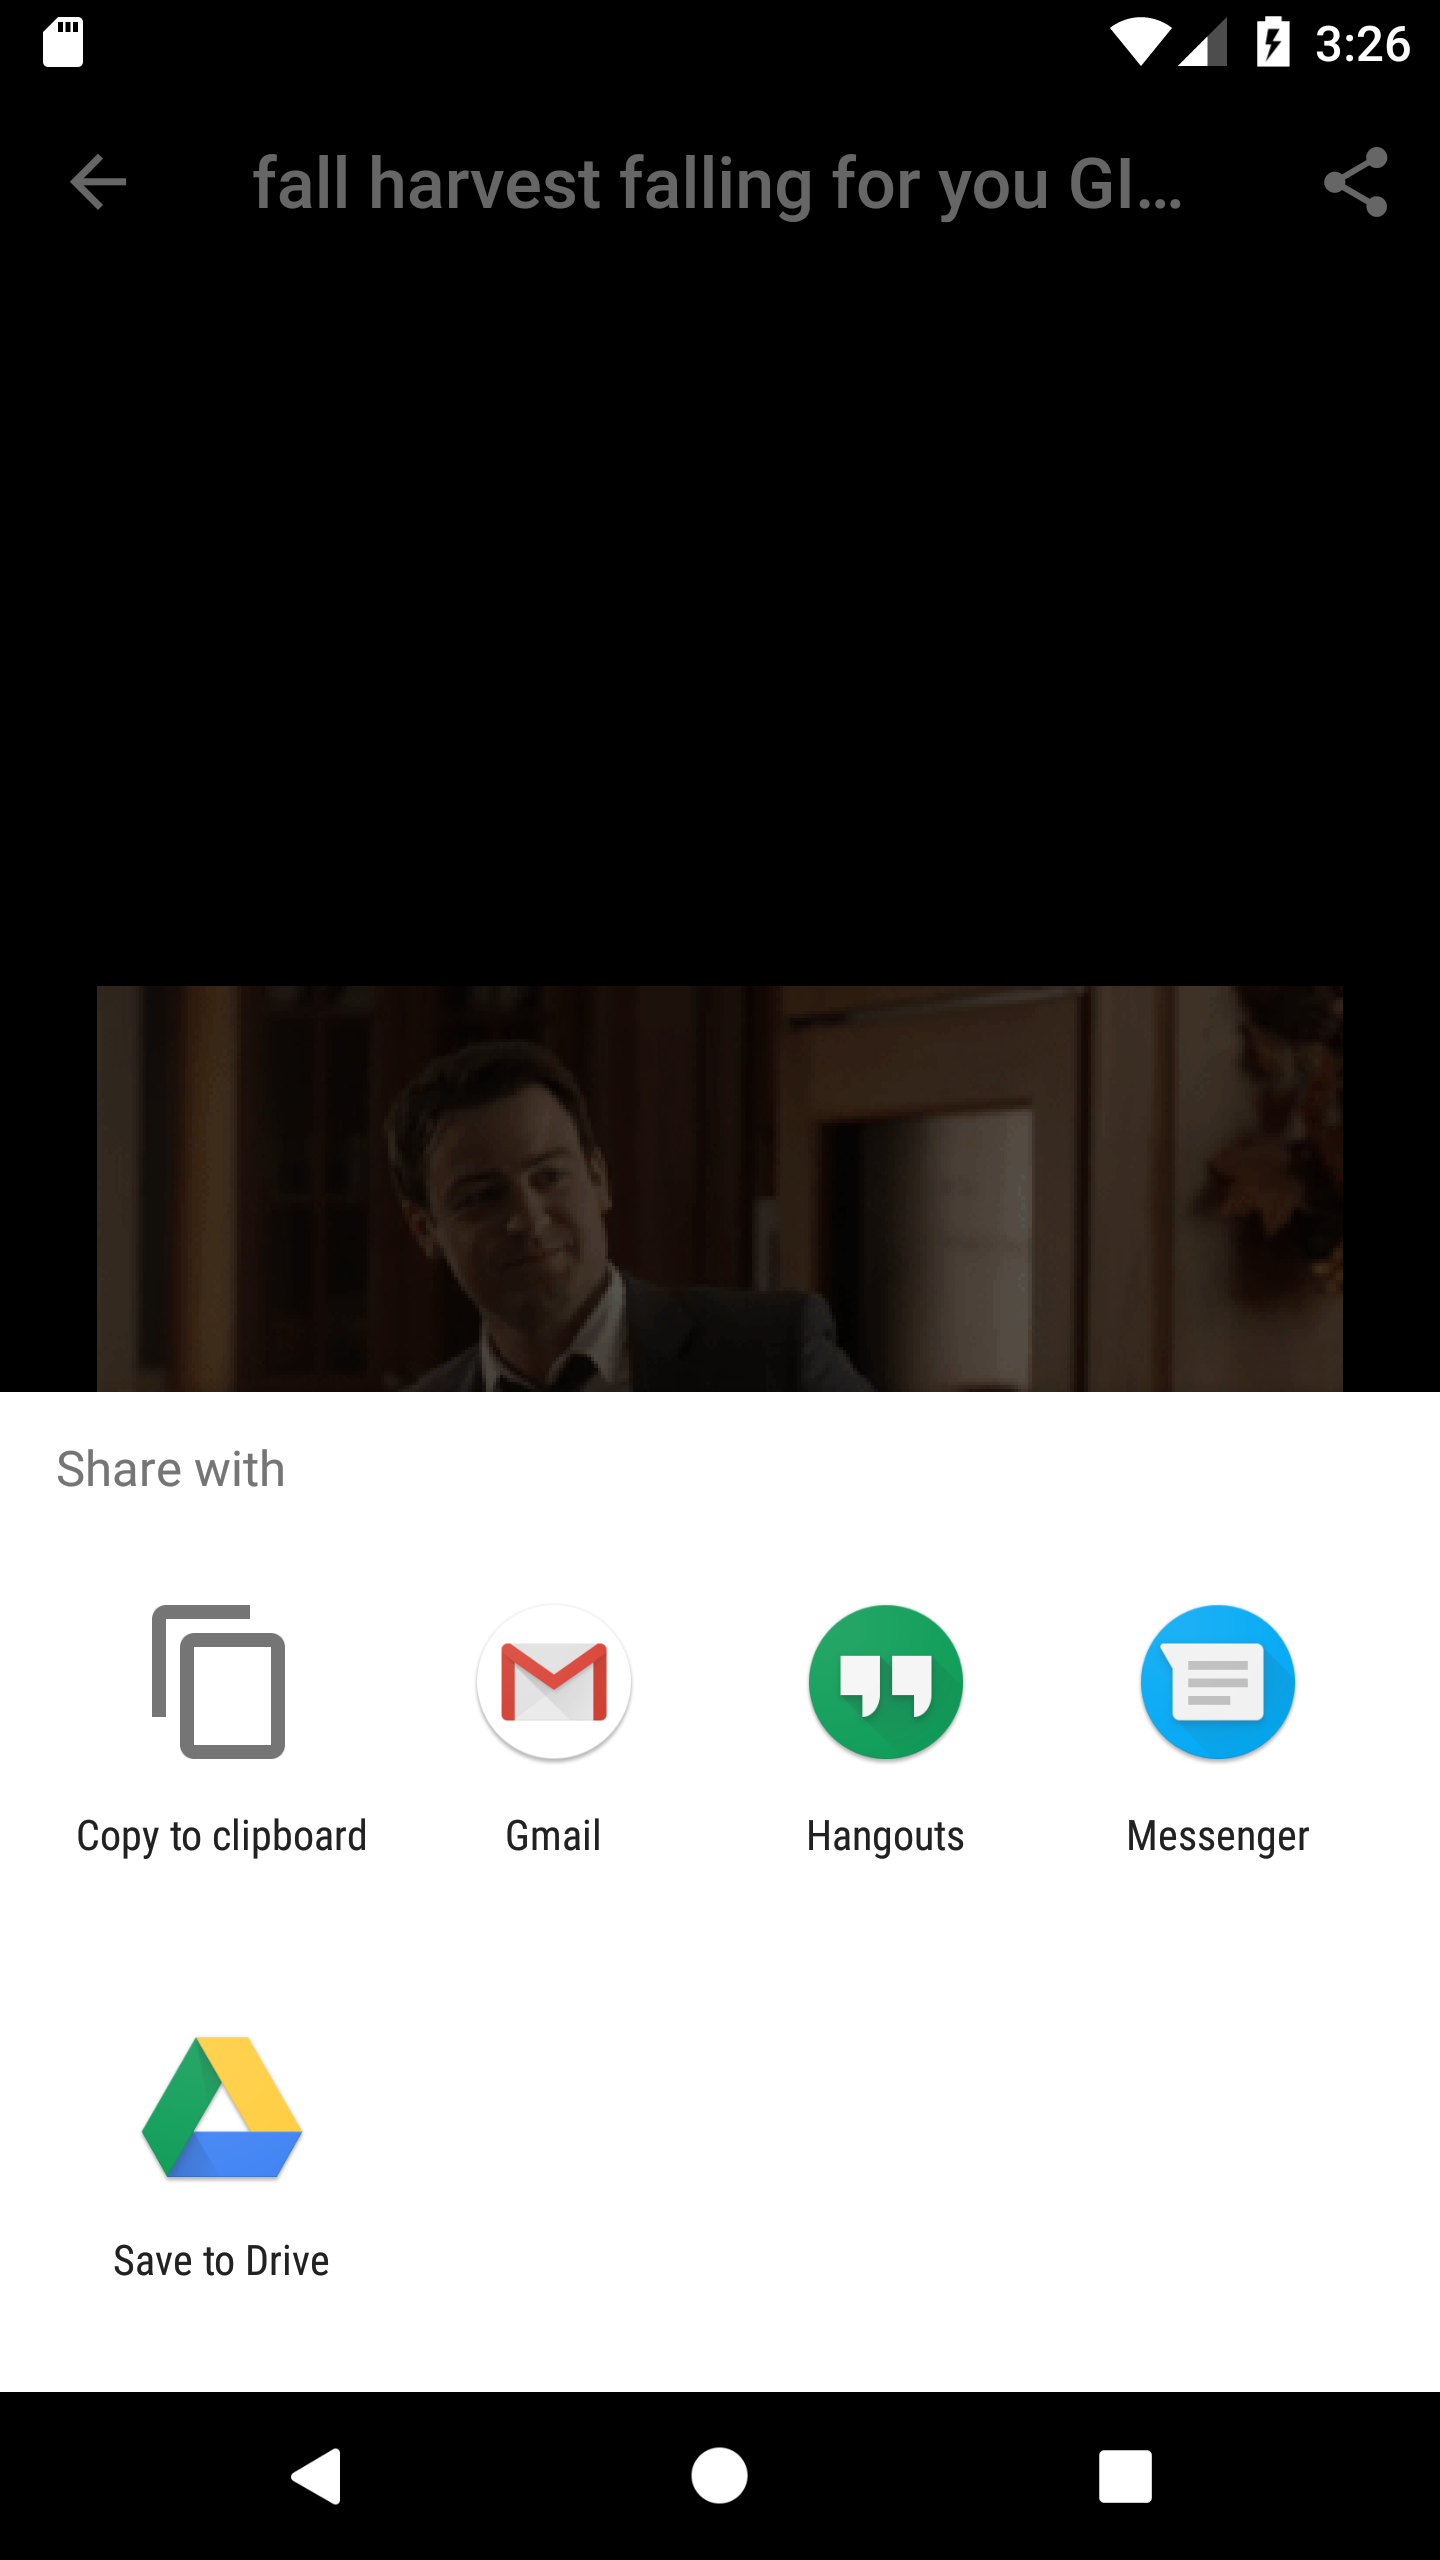 3:26
fall harvest falling for you GI...
Share with
Copy to clipboard
Gmail
Hangouts
Messenger
Save to Drive